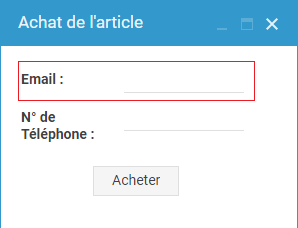 Achat de l'article
Email :
N° de
Téléphone :
Acheter